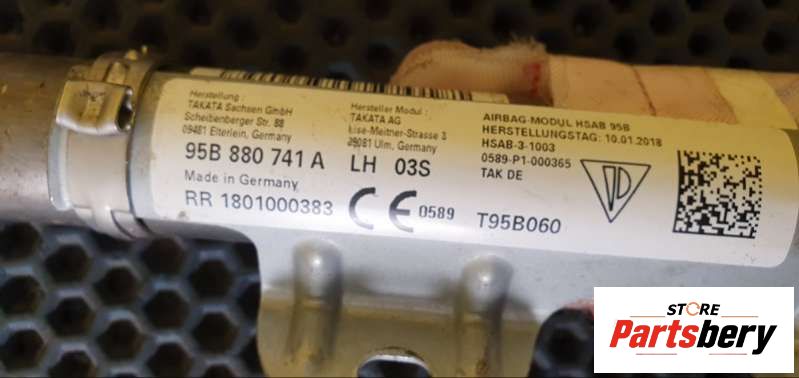 Herstellung :
TAKATA Sachsen GmbH
Scheibenberger Str. 88
09481 Elterlein, Germany
Hersteller Modul :
TAKATA AG
Lise-Meitner-Strasse 3
89081 Ulm, Germany
AIRBAG-MODUL HSAB 95B
HERSTELLUNGSTAG: 10.01.2018
HSAB-3-1003
0589-P1-000365
TAK DE
95B 880 741 A LH 03S
Made in Germany
RR 1801000383 CE 0589 T95B060
STORE
Partsbery